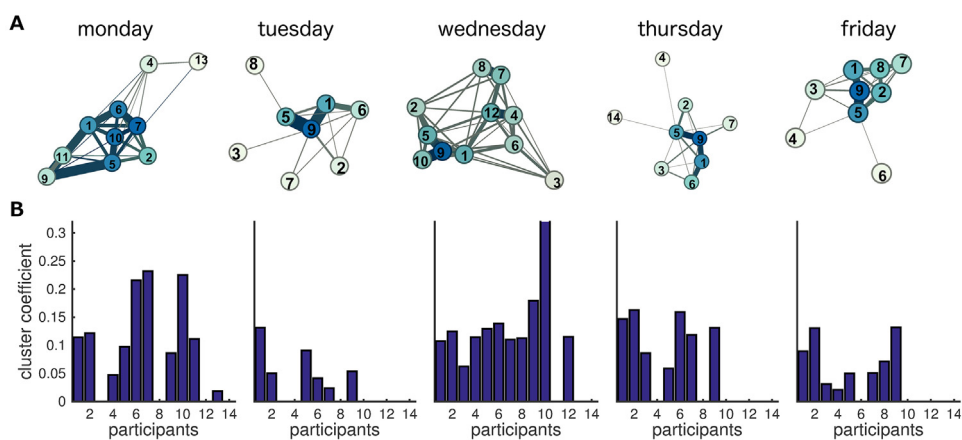 A
monday tuesday wednesday thursday friday
4 13 6 1 7 10 11 5 2 9
8 1 5 6 9 3 2 7
8 7 2 12 4 5 6 9 1 10 3
4 2 14 5 9 7 3 1 6
1 8 7 3 9 2 5 4 6
B
cluster coefficient
0.3
0.25
0.2
0.15
0.1
0.05
0
2 4 6 8 10 12 14 2 4 6 8 10 12 14 2 4 6 8 10 12 14 2 4 6 8 10 12 14 2 4 6 8 10 12 14
participants participants participants participants participants